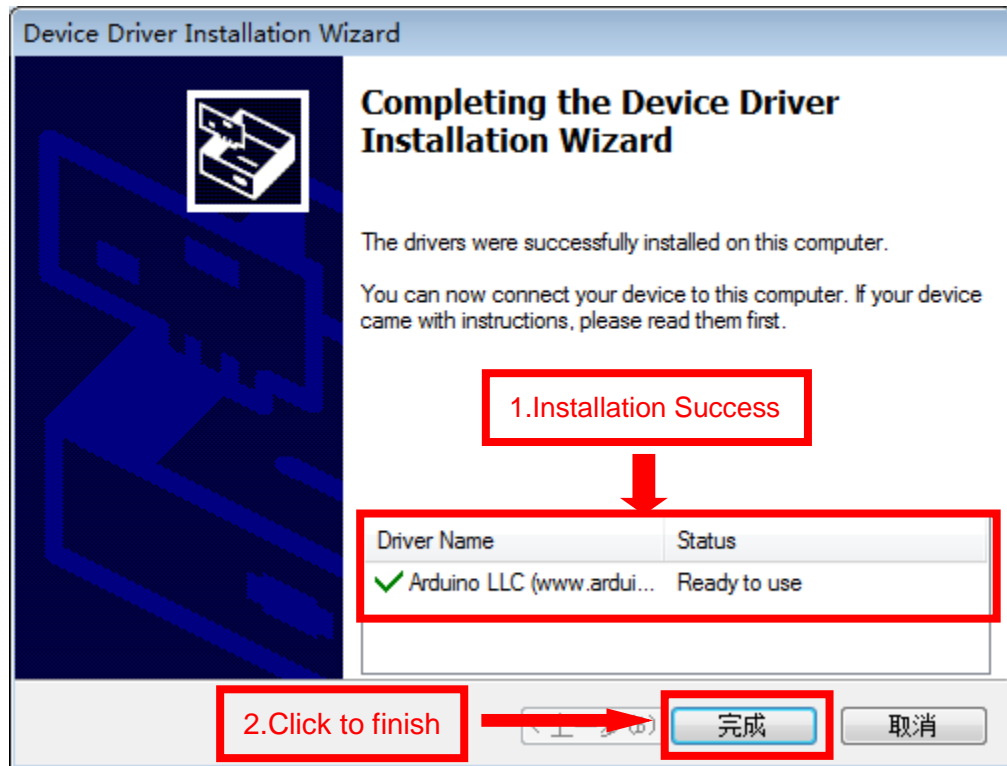 Device Driver Installation Wizard
Completing the Device Driver
Installation Wizard
The drivers were successfully installed on this computer.
You can now connect your device to this computer. If your device
came with instructions, please read them first.
1.Installation Success
Driver Name Status
Arduino LLC (www.ardui... Ready to use
2.Click to finish
完成 取消